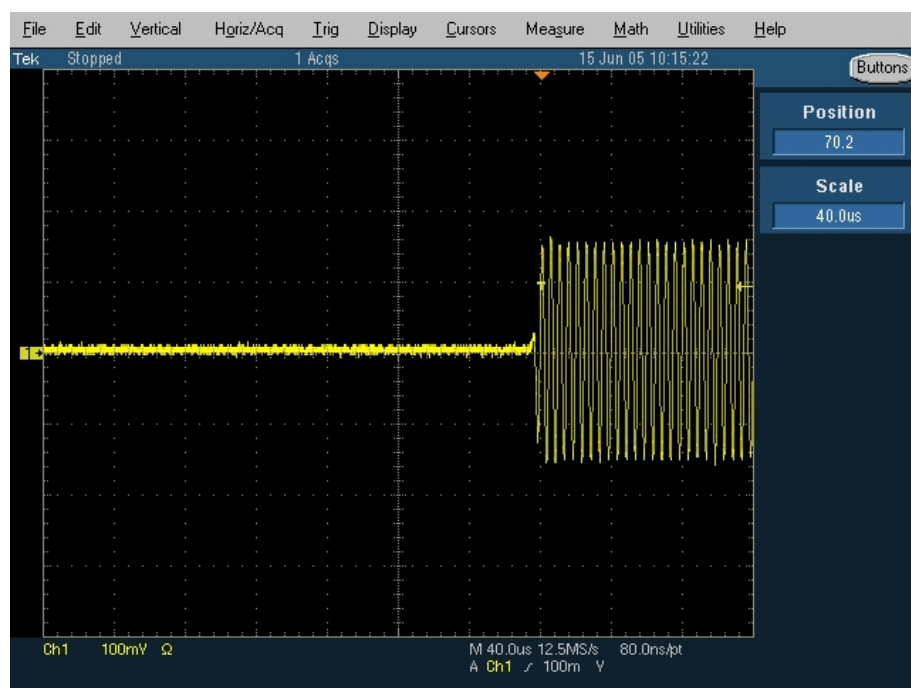 File Edit Vertical Horiz/Acq Trig Display Cursors Measure Math Utilities Help
Tek Stopped 1 Acqs 15 Jun 05 10:15:22 Buttons
Position
70.2
Scale
40.0us
1
Ch1 100mV Ω M 40.0us 12.5MS/s 80.0ns/pt
A Ch1 ∕ 100m V